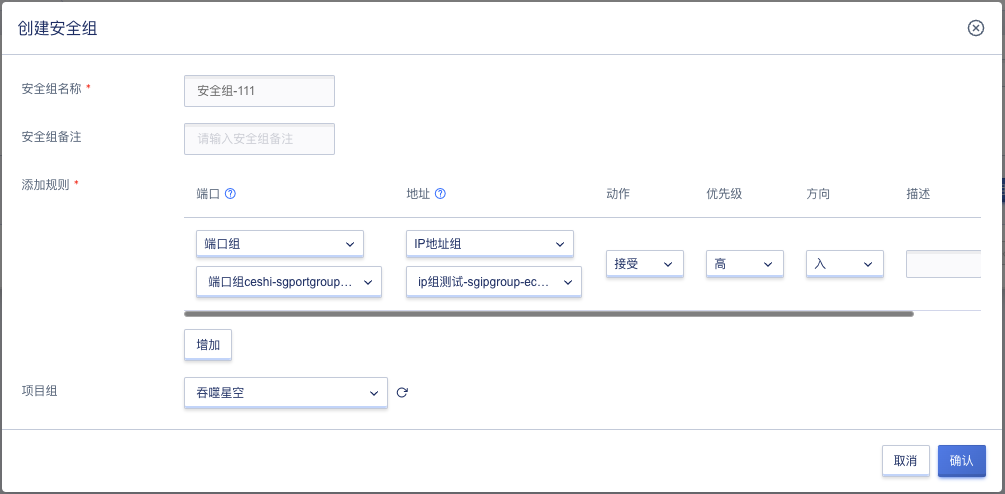 创建安全组
安全组名称 *
安全组-111
安全组备注
请输入安全组备注
添加规则 *
端口 地址 动作 优先级 方向 描述
端口组 IP地址组 接受 高 入
端口组ceshi-sgportgroup... ip组测试-sgipgroup-ec...
增加
项目组
吞噬星空
取消 确认